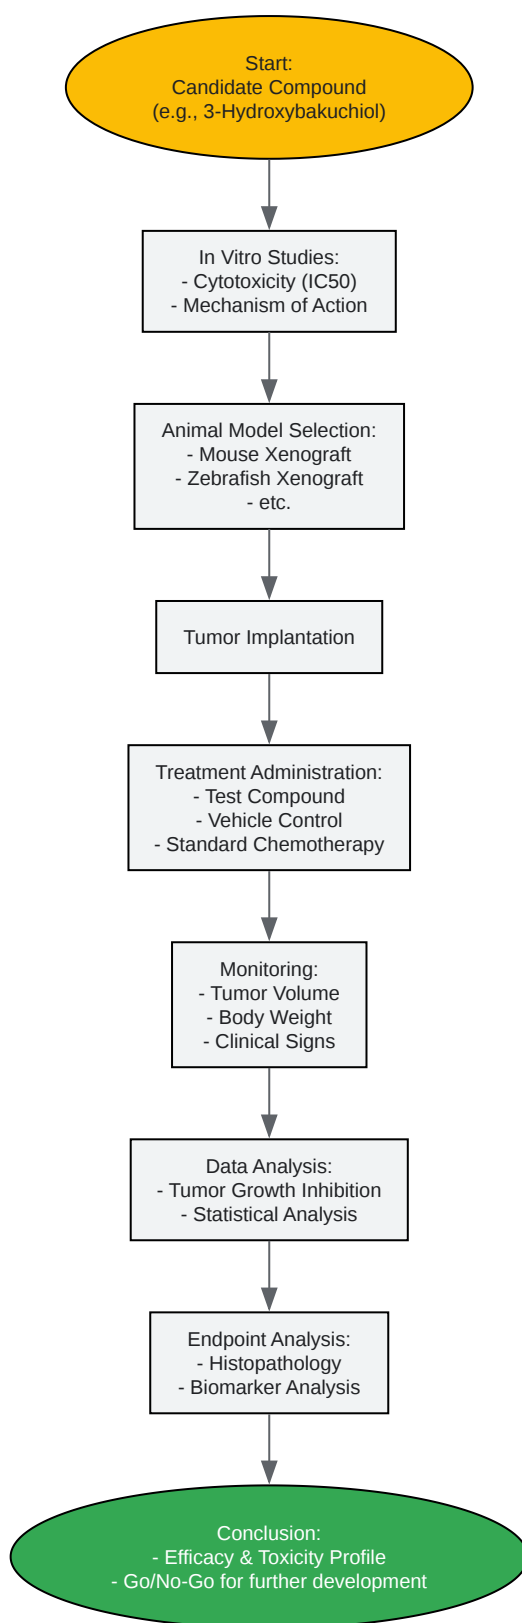 Start:
Candidate Compound
(e.g., 3-Hydroxybakuchiol)
In Vitro Studies:
- Cytotoxicity (IC50)
- Mechanism of Action
Animal Model Selection:
- Mouse Xenograft
- Zebrafish Xenograft
- etc.
Tumor Implantation
Treatment Administration:
- Test Compound
- Vehicle Control
- Standard Chemotherapy
Monitoring:
- Tumor Volume
- Body Weight
- Clinical Signs
Data Analysis:
- Tumor Growth Inhibition
- Statistical Analysis
Endpoint Analysis:
- Histopathology
- Biomarker Analysis
Conclusion:
- Efficacy & Toxicity Profile
- Go/No-Go for further development